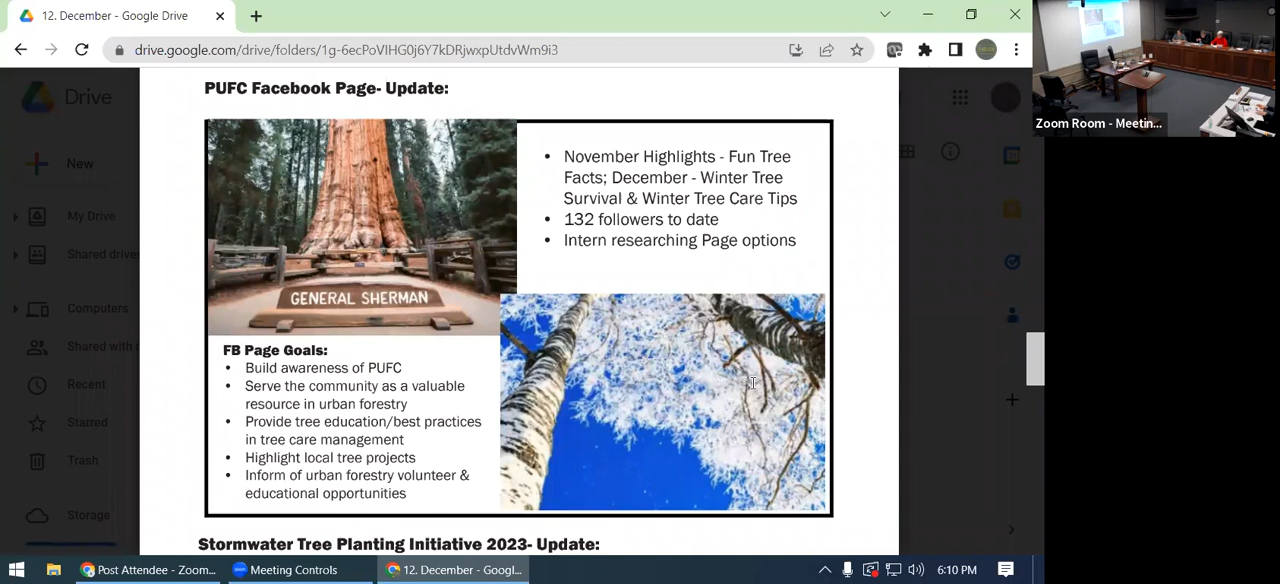 12. December - Google Drive
drive.google.com/drive/folders/1g-6ecPoVIHG0j6Y7kDRjwxpUtdvWm9i3
Zoom Room - Meetin...
Drive
New
My Drive
Shared drive
Computers
Shared with
Recent
Starred
Trash
Storage
PUFC Facebook Page- Update:
GENERAL SHERMAN
• November Highlights - Fun Tree
Facts; December - Winter Tree
Survival & Winter Tree Care Tips
• 132 followers to date
• Intern researching Page options
FB Page Goals:
• Build awareness of PUFC
• Serve the community as a valuable
resource in urban forestry
• Provide tree education/best practices
in tree care management
• Highlight local tree projects
• Inform of urban forestry volunteer &
educational opportunities
Stormwater Tree Planting Initiative 2023- Update:
Post Attendee - Zoom...
Meeting Controls
12. December - Googl...
6:10 PM